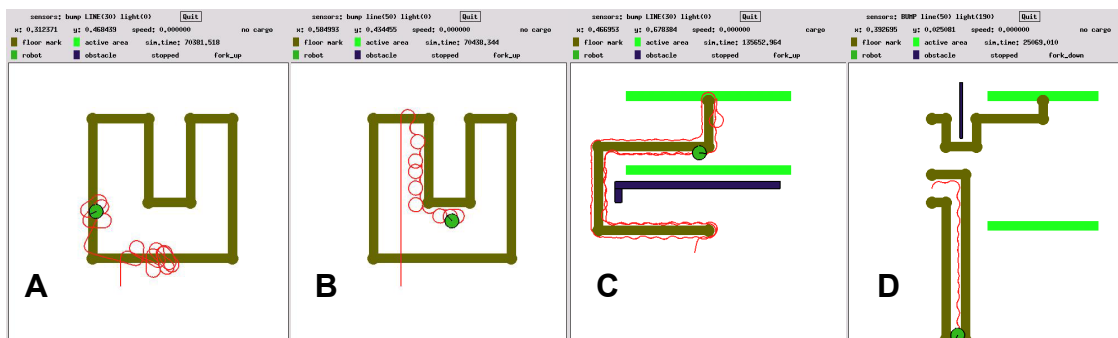 sensors: bump LINE(30) light(0) Quit
x: 0,312371 y: 0,468439 speed: 0,000000 no cargo
floor mark active area sim.time: 70381,518
robot obstacle stopped fork_up
A
sensors: bump line(50) light(0) Quit
x: 0,584993 y: 0,434455 speed: 0,000000 no cargo
floor mark active area sim.time: 70438,344
robot obstacle stopped fork_up
B
sensors: bump LINE(30) light(0) Quit
x: 0,466953 y: 0,678384 speed: 0,000000 cargo
floor mark active area sim.time: 135652,964
robot obstacle stopped fork_up
C
sensors: BUMP line(50) light(190) Quit
x: 0,392695 y: 0,025081 speed: 0,000000 no cargo
floor mark active area sim.time: 25069,010
robot obstacle stopped fork_down
D